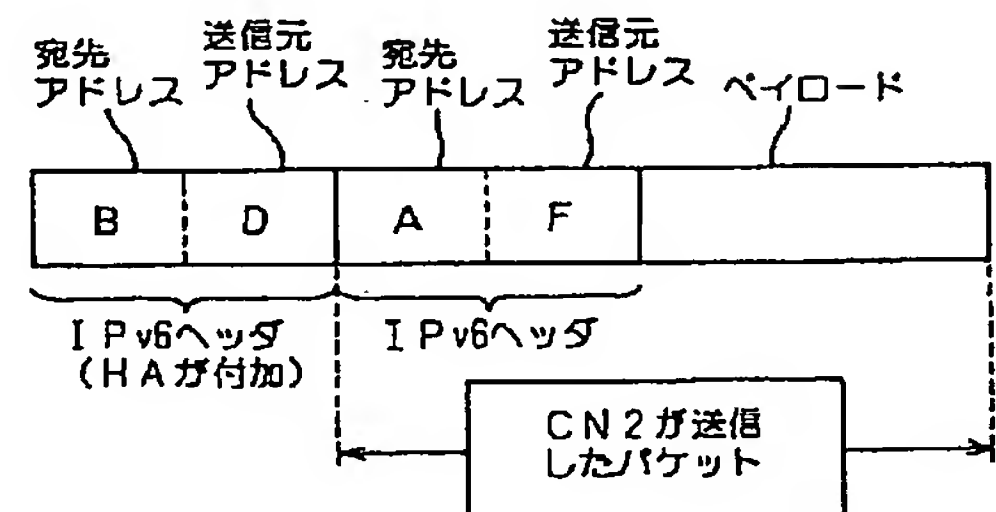 宛先
アドレス
送信元
アドレス
宛先
アドレス
送信元
アドレス
ペイロード
B
D
A
F
IPv6ヘッダ
(HAが付加)
IPv6ヘッダ
CN2が送信
したパケット